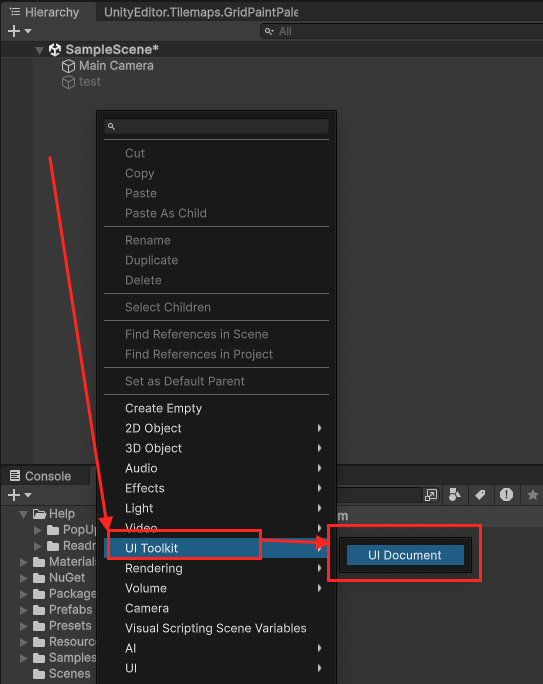 Hierarchy
UnityEditor.Tilemaps.GridPaintPale
All
SampleScene*
Main Camera
test
Cut
Copy
Paste
Paste As Child
Rename
Duplicate
Delete
Select Children
Find References in Scene
Find References in Project
Set as Default Parent
Create Empty
2D Object
3D Object
Audio
Effects
Light
Video
UI Toolkit
UI Document
Rendering
Volume
Camera
Visual Scripting Scene Variables
AI
UI
Console
Help
PopUp
Readm
Materials
NuGet
Package
Prefabs
Presets
Resourc
Samples
Scenes
m